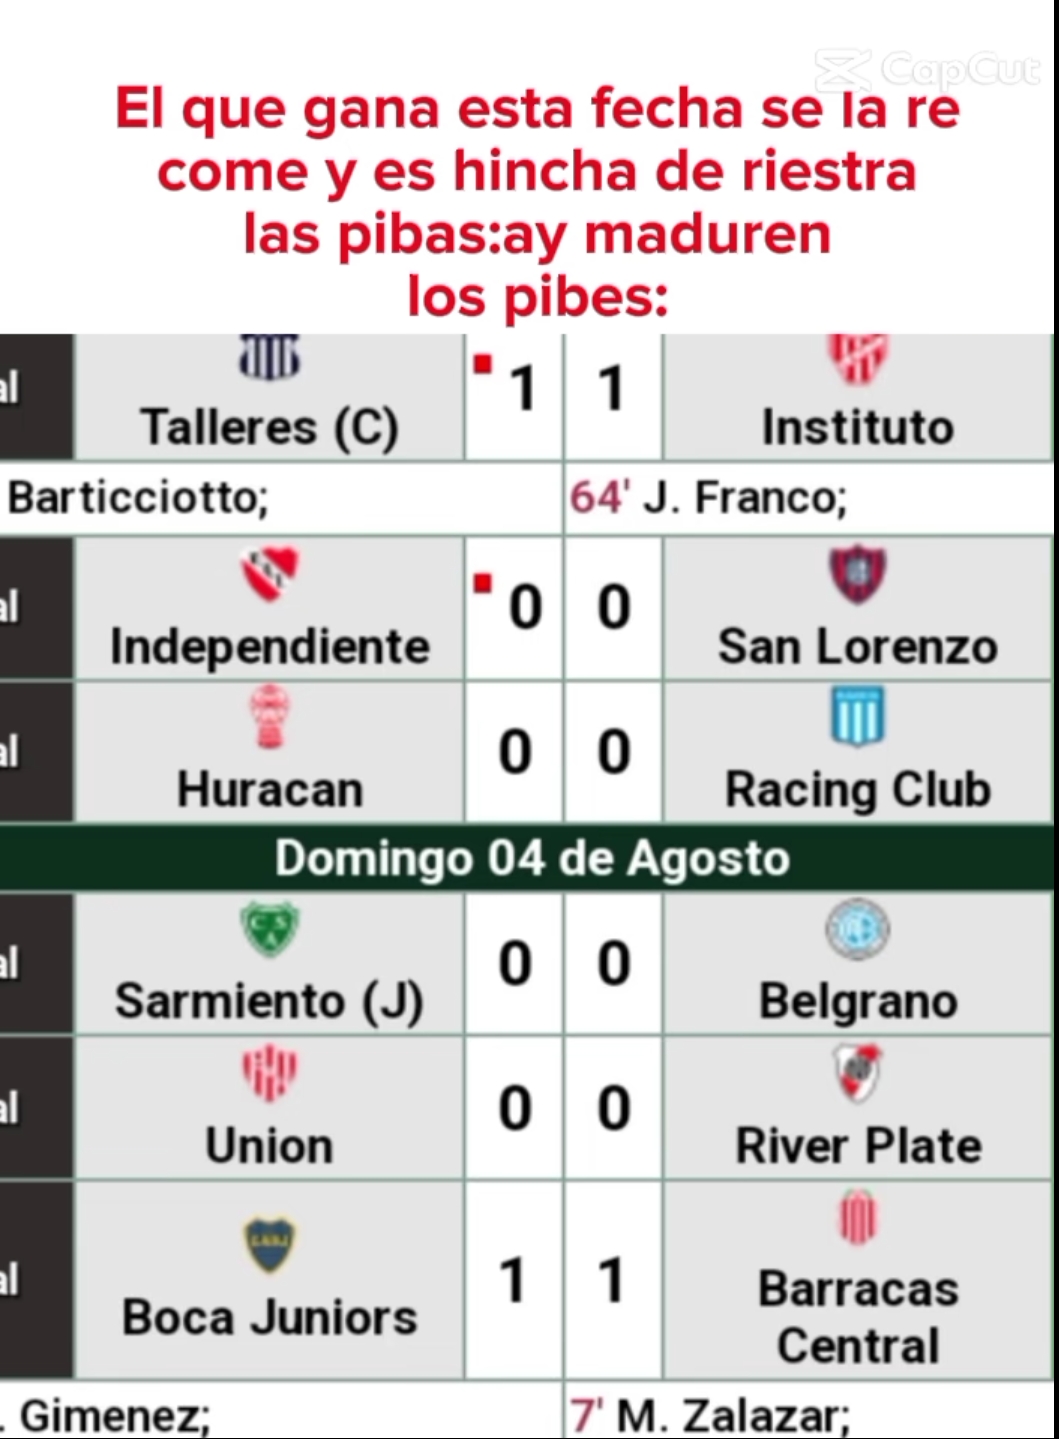 CapCut
El que gana esta fecha se la re
come y es hincha de riestra
las pibas:ay maduren
los pibes:
al Talleres (C) 1 1 Instituto
Barticciotto; 64' J. Franco;
al Independiente 0 0 San Lorenzo
al Huracan 0 0 Racing Club
Domingo 04 de Agosto
al Sarmiento (J) 0 0 Belgrano
al Union 0 0 River Plate
al Boca Juniors 1 1 Barracas
Central
. Gimenez; 7' M. Zalazar;